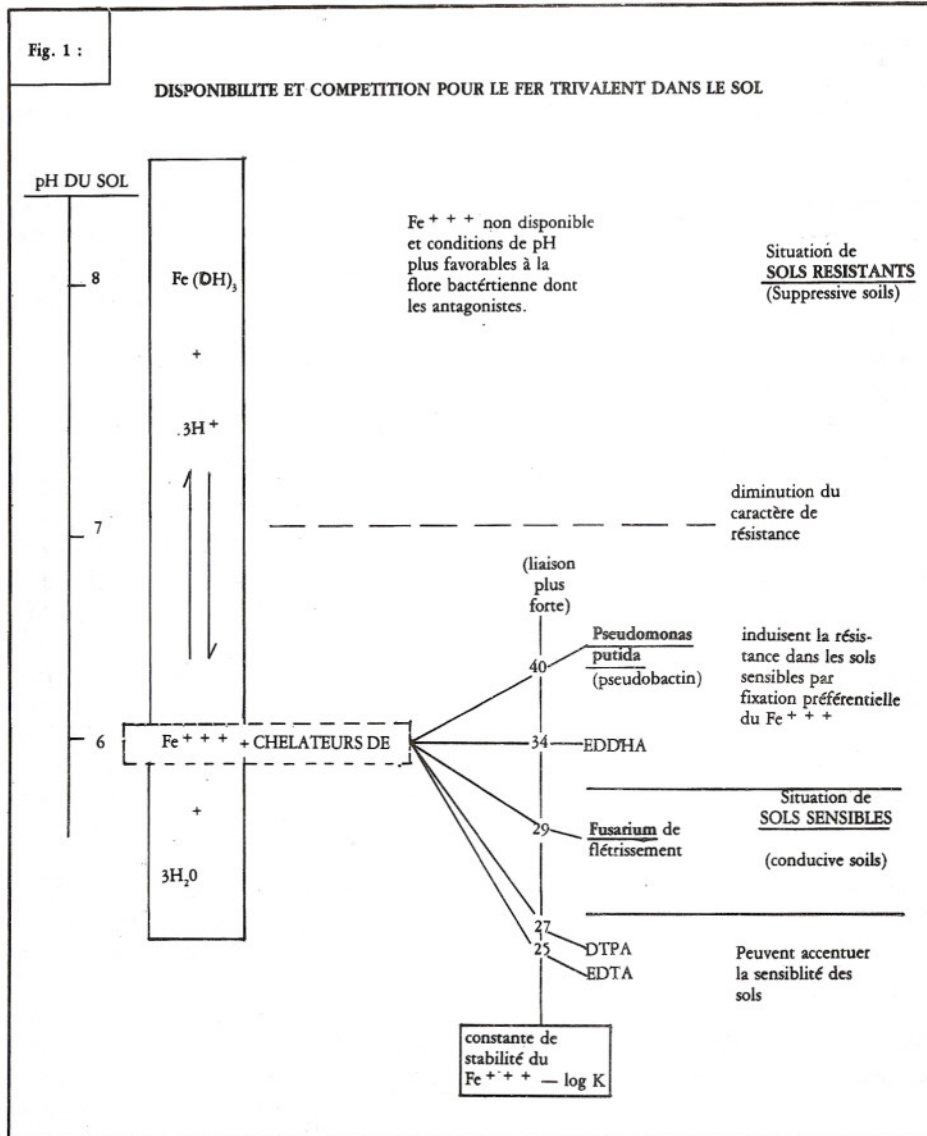 Fig. 1 :
DISPONIBILITE ET COMPETITION POUR LE FER TRIVALENT DANS LE SOL
pH DU SOL
8
7
6
Fe(OH)3
+
.3H+
Fe+++ + CHELATEURS DE
+
3H20
Fe+++ non disponible
et conditions de pH
plus favorables à la
flore bactértienne dont
les antagonistes.
Situation de
SOLS RESISTANTS
(Suppressive soils)
diminution du
caractère de
résistance
(liaison
plus
forte)
40
Pseudomonas
putida
(pseudobactin)
induisent la résis-
tance dans les sols
sensibles par
fixation préférentielle
du Fe+++
34
EDDHA
29
Fusarium de
flétrissement
Situation de
SOLS SENSIBLES
(conducive soils)
27
DTPA
25
EDTA
Peuvent accentuer
la sensiblité des
sols
constante de
stabilité du
Fe+++ — log K